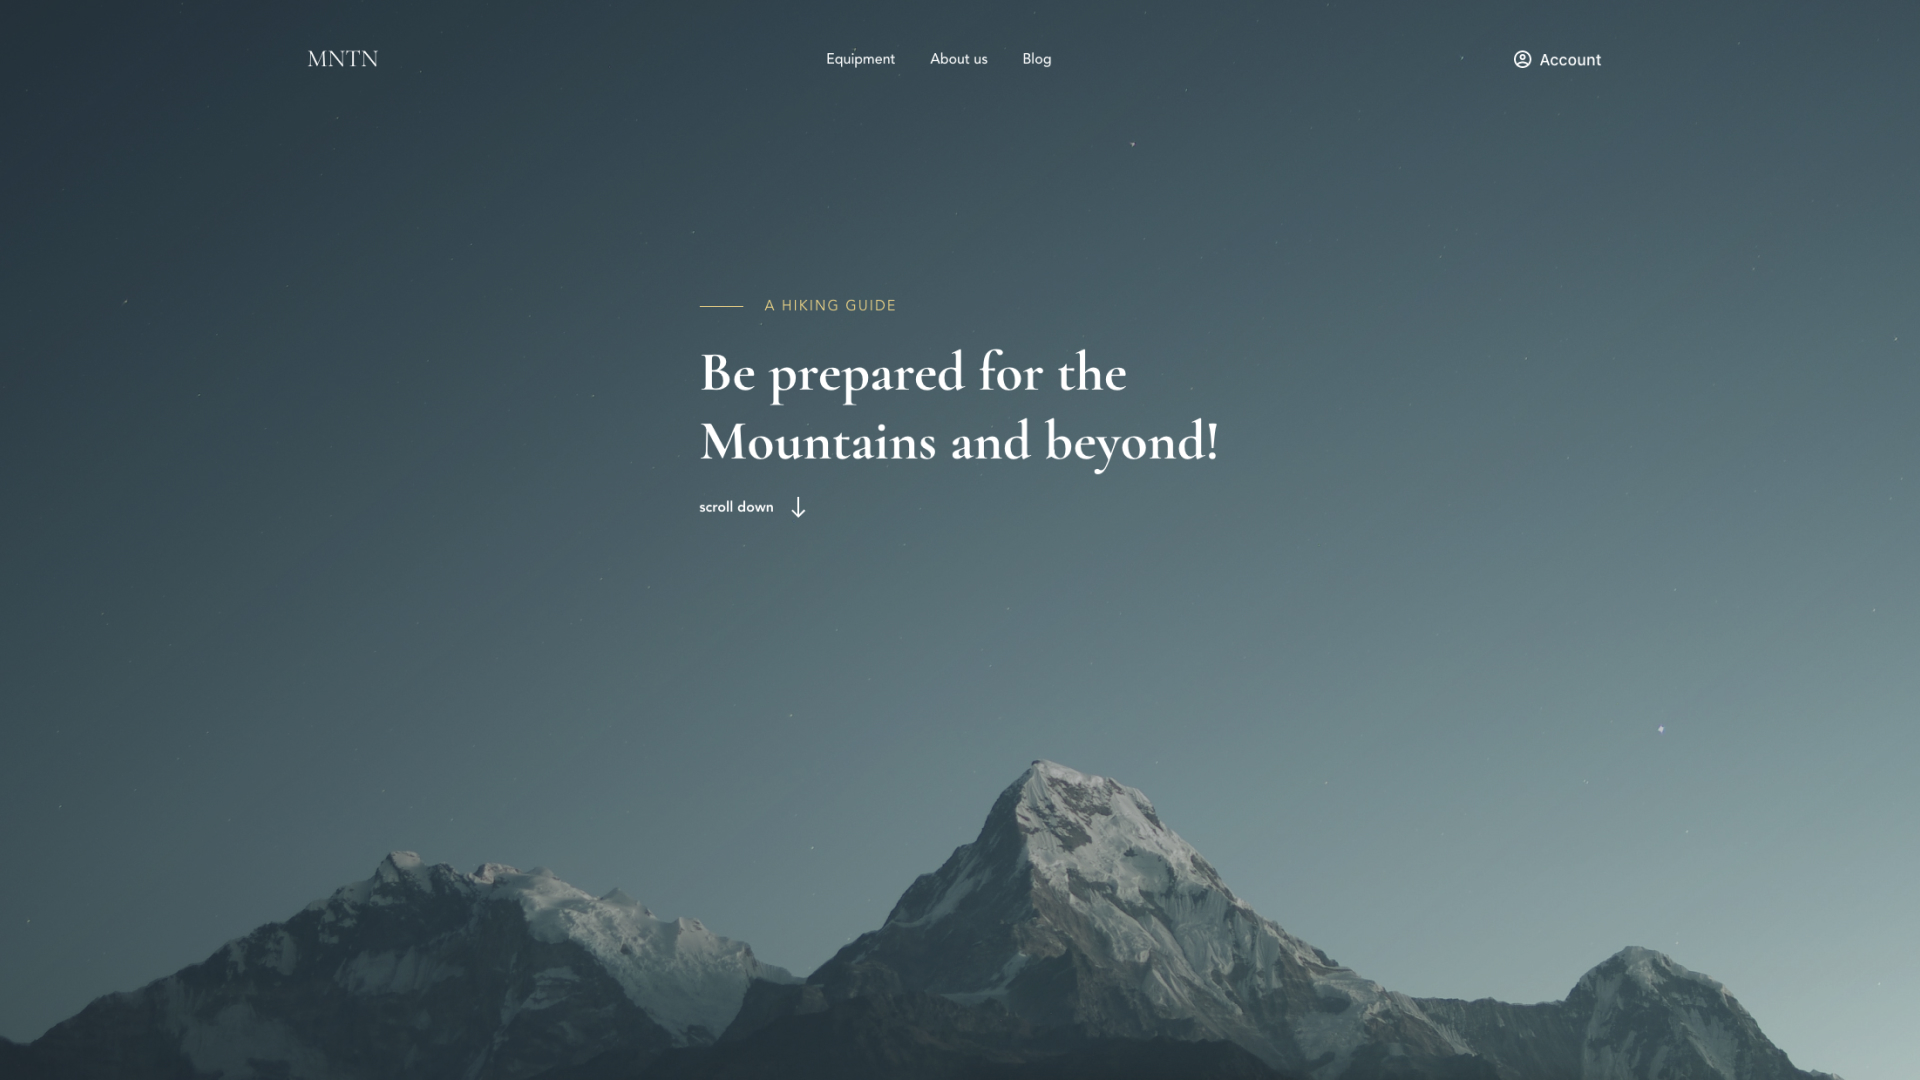 MNTN
Equipment
About us
Blog
Account
A HIKING GUIDE
Be prepared for the
Mountains and beyond!
scroll down